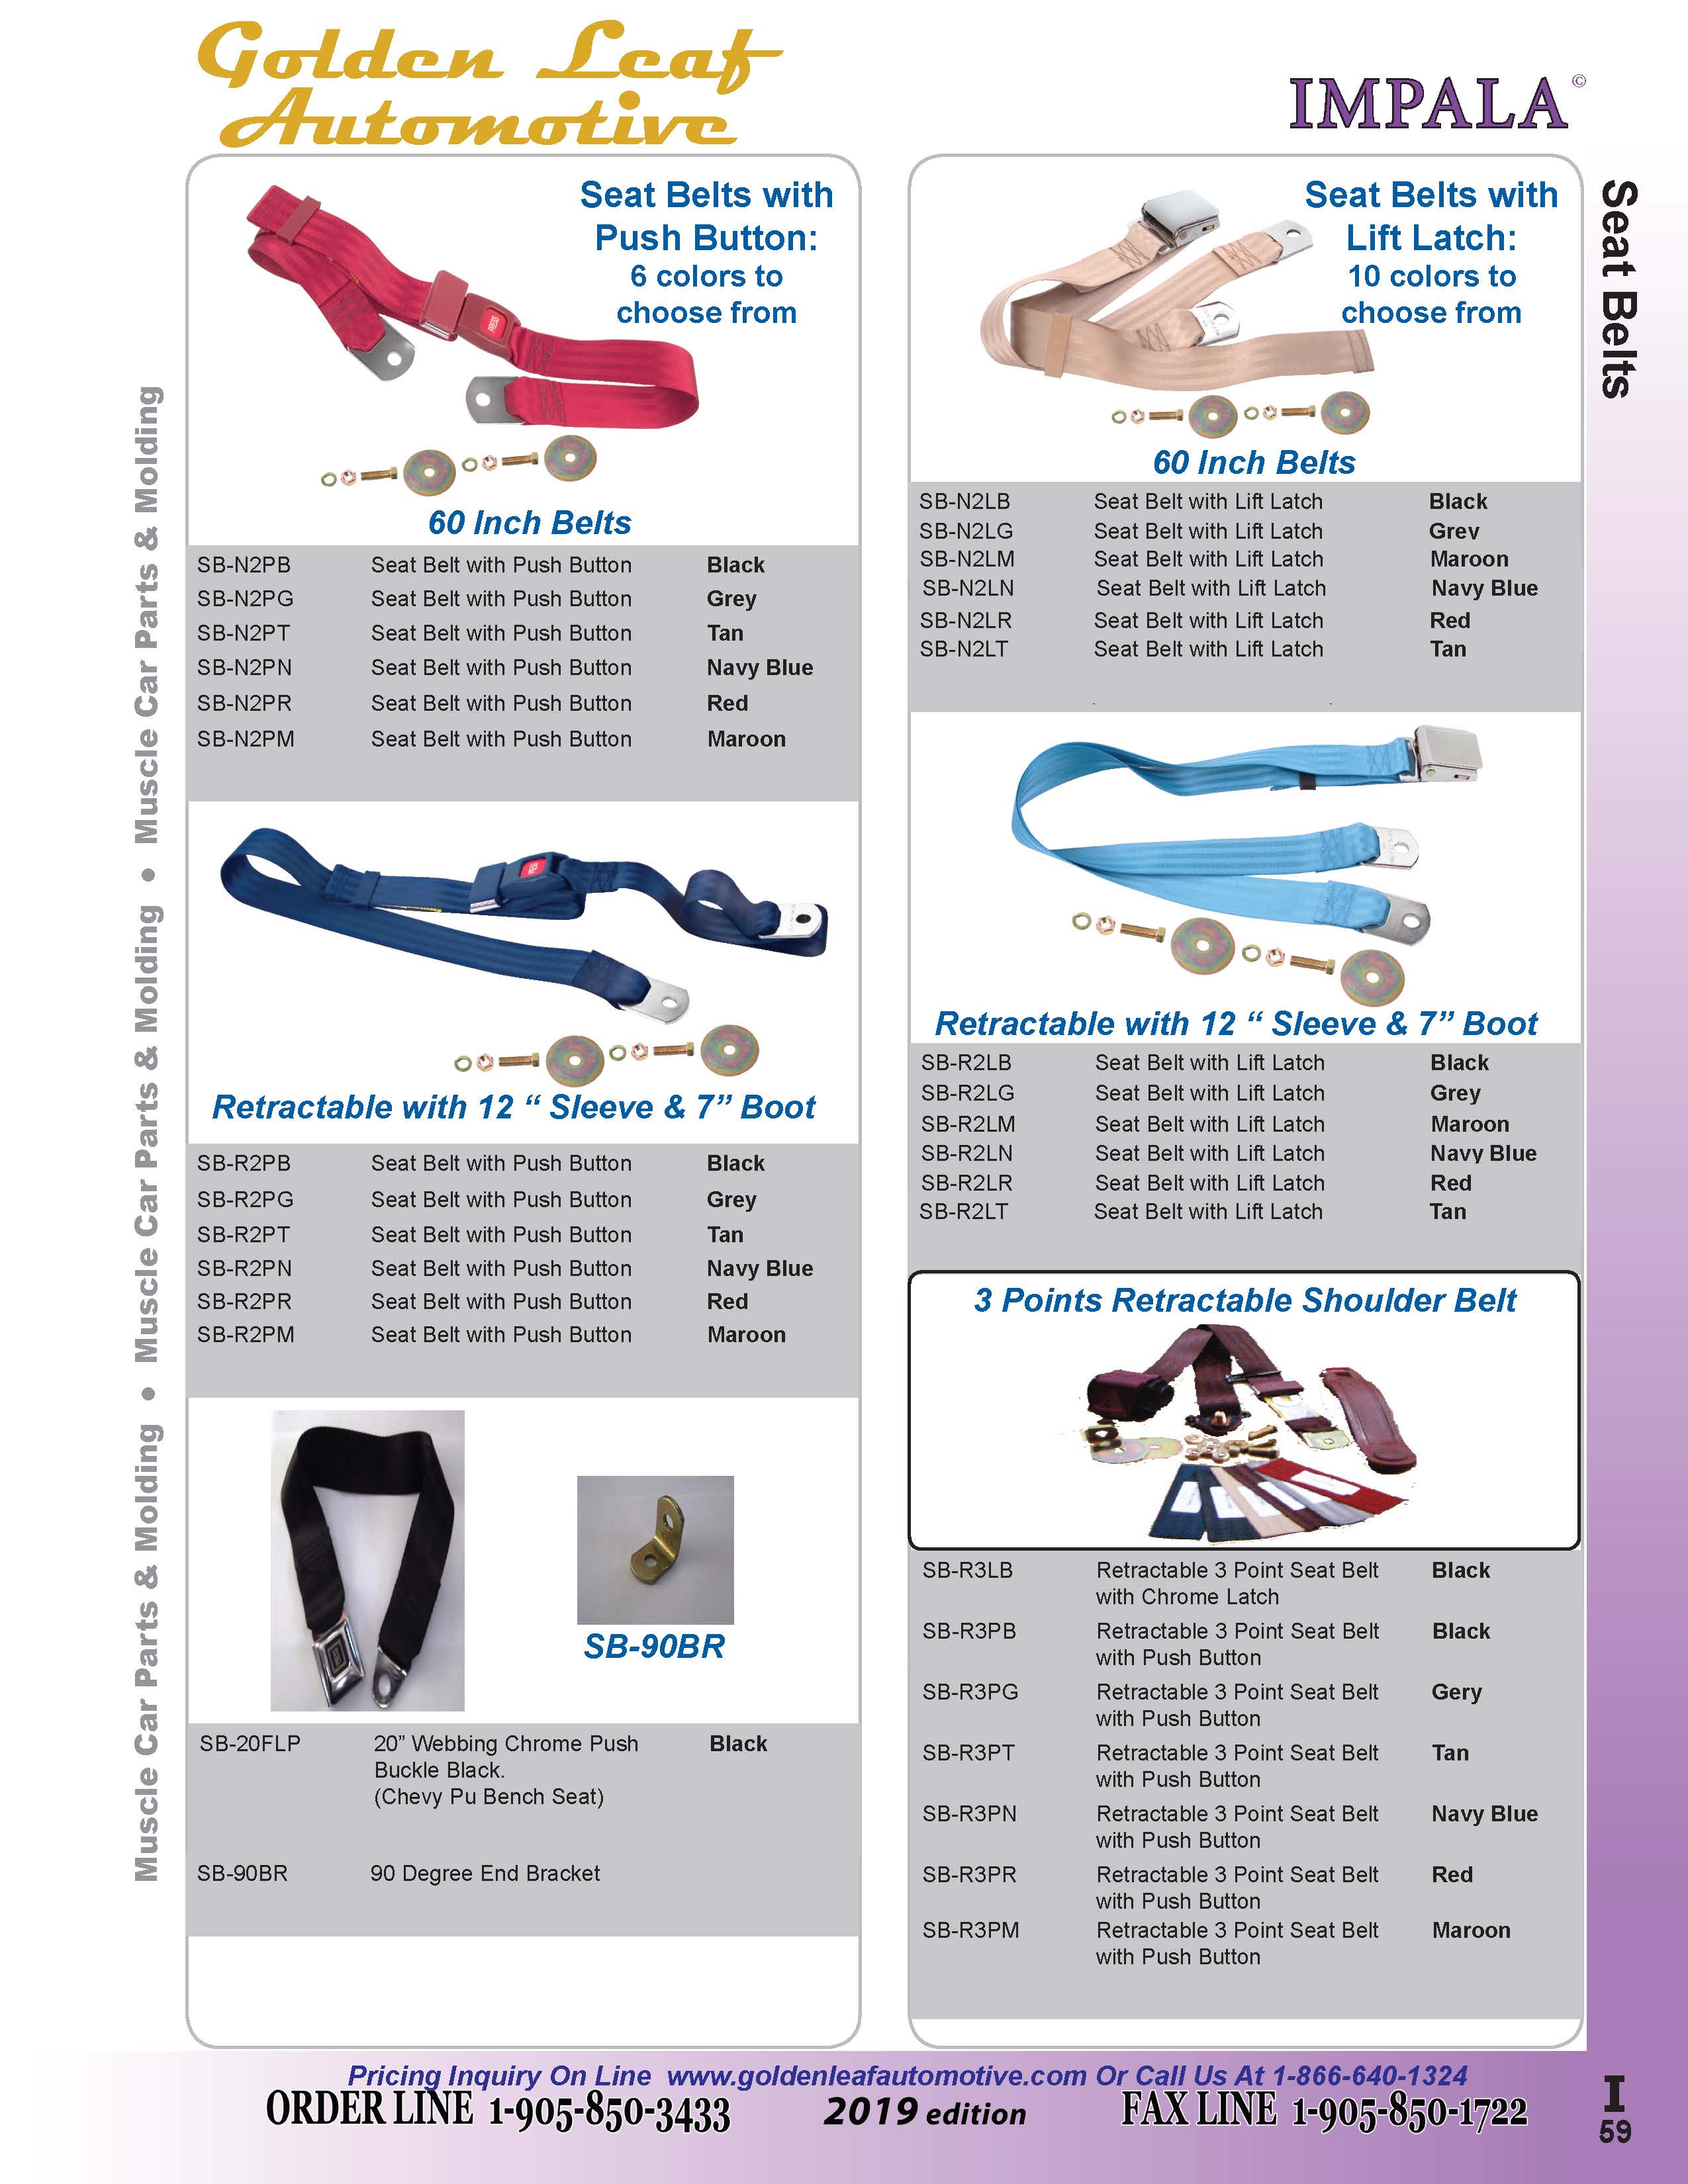 Golden Leaf
Automotive
IMPALA©
Seat Belts
Muscle Car Parts & Molding • Muscle Car Parts & Molding • Muscle Car Parts & Molding • Muscle Car Parts & Molding
Seat Belts with
Push Button:
6 colors to
choose from
PRESS
60 Inch Belts
SB-N2PB Seat Belt with Push Button Black
SB-N2PG Seat Belt with Push Button Grey
SB-N2PT Seat Belt with Push Button Tan
SB-N2PN Seat Belt with Push Button Navy Blue
SB-N2PR Seat Belt with Push Button Red
SB-N2PM Seat Belt with Push Button Maroon
Retractable with 12 “ Sleeve & 7” Boot
SB-R2PB Seat Belt with Push Button Black
SB-R2PG Seat Belt with Push Button Grey
SB-R2PT Seat Belt with Push Button Tan
SB-R2PN Seat Belt with Push Button Navy Blue
SB-R2PR Seat Belt with Push Button Red
SB-R2PM Seat Belt with Push Button Maroon
SB-90BR
SB-20FLP 20” Webbing Chrome Push Black
Buckle Black.
(Chevy Pu Bench Seat)
SB-90BR 90 Degree End Bracket
Seat Belts with
Lift Latch:
10 colors to
choose from
60 Inch Belts
SB-N2LB Seat Belt with Lift Latch Black
SB-N2LG Seat Belt with Lift Latch Grey
SB-N2LM Seat Belt with Lift Latch Maroon
SB-N2LN Seat Belt with Lift Latch Navy Blue
SB-N2LR Seat Belt with Lift Latch Red
SB-N2LT Seat Belt with Lift Latch Tan
Retractable with 12 “ Sleeve & 7” Boot
SB-R2LB Seat Belt with Lift Latch Black
SB-R2LG Seat Belt with Lift Latch Grey
SB-R2LM Seat Belt with Lift Latch Maroon
SB-R2LN Seat Belt with Lift Latch Navy Blue
SB-R2LR Seat Belt with Lift Latch Red
SB-R2LT Seat Belt with Lift Latch Tan
3 Points Retractable Shoulder Belt
SB-R3LB Retractable 3 Point Seat Belt Black
with Chrome Latch
SB-R3PB Retractable 3 Point Seat Belt Black
with Push Button
SB-R3PG Retractable 3 Point Seat Belt Gery
with Push Button
SB-R3PT Retractable 3 Point Seat Belt Tan
with Push Button
SB-R3PN Retractable 3 Point Seat Belt Navy Blue
with Push Button
SB-R3PR Retractable 3 Point Seat Belt Red
with Push Button
SB-R3PM Retractable 3 Point Seat Belt Maroon
with Push Button
Pricing Inquiry On Line www.goldenleafautomotive.com Or Call Us At 1-866-640-1324
ORDER LINE 1-905-850-3433 2019 edition FAX LINE 1-905-850-1722
I
59